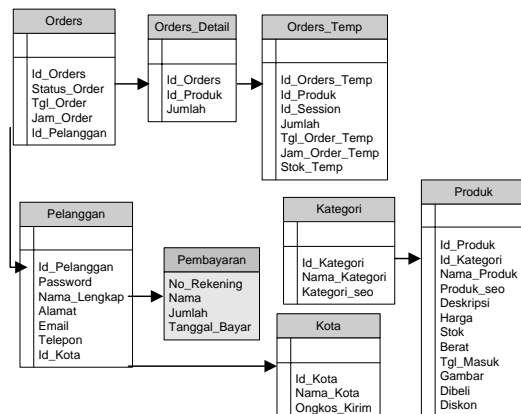 Orders
Id_Orders
Status_Order
Tgl_Order
Jam_Order
Id_Pelanggan
Orders_Detail
Id_Orders
Id_Produk
Jumlah
Orders_Temp
Id_Orders_Temp
Id_Produk
Id_Session
Jumlah
Tgl_Order_Temp
Jam_Order_Temp
Stok_Temp
Pelanggan
Id_Pelanggan
Password
Nama_Lengkap
Alamat
Email
Telepon
Id_Kota
Pembayaran
No_Rekening
Nama
Jumlah
Tanggal_Bayar
Kategori
Id_Kategori
Nama_Kategori
Kategori_seo
Kota
Id_Kota
Nama_Kota
Ongkos_Kirim
Produk
Id_Produk
Id_Kategori
Nama_Produk
Produk_seo
Deskripsi
Harga
Stok
Berat
Tgl_Masuk
Gambar
Dibeli
Diskon